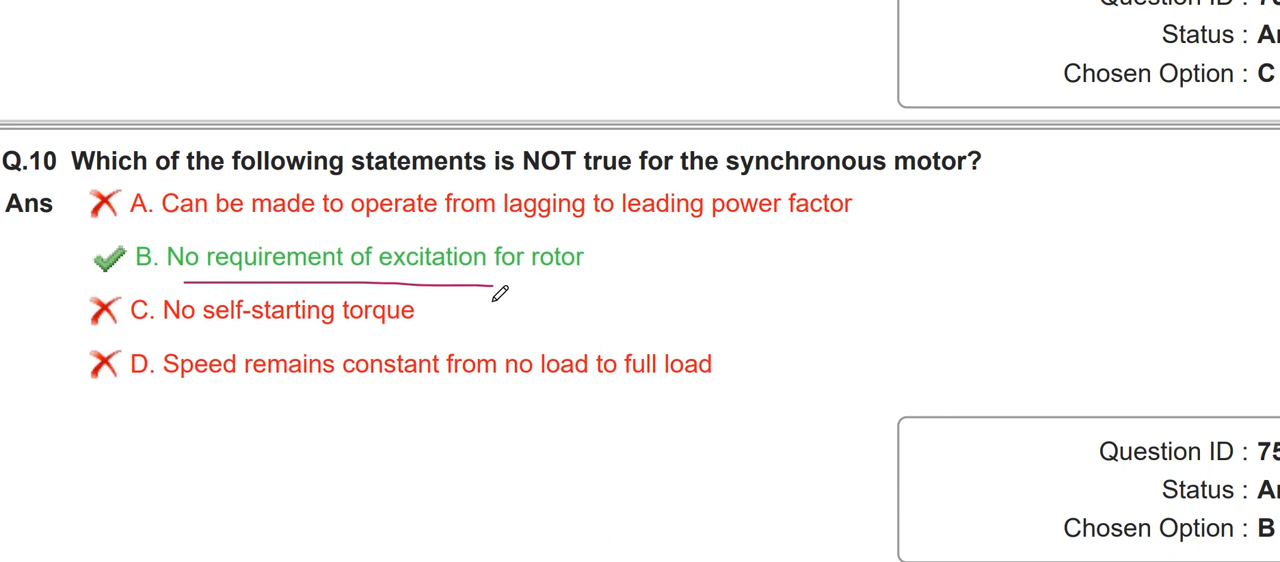 Status : A
Chosen Option : C
Q.10 Which of the following statements is NOT true for the synchronous motor?
Ans A. Can be made to operate from lagging to leading power factor
B. No requirement of excitation for rotor
C. No self-starting torque
D. Speed remains constant from no load to full load
Question ID : 75
Status : A
Chosen Option : B